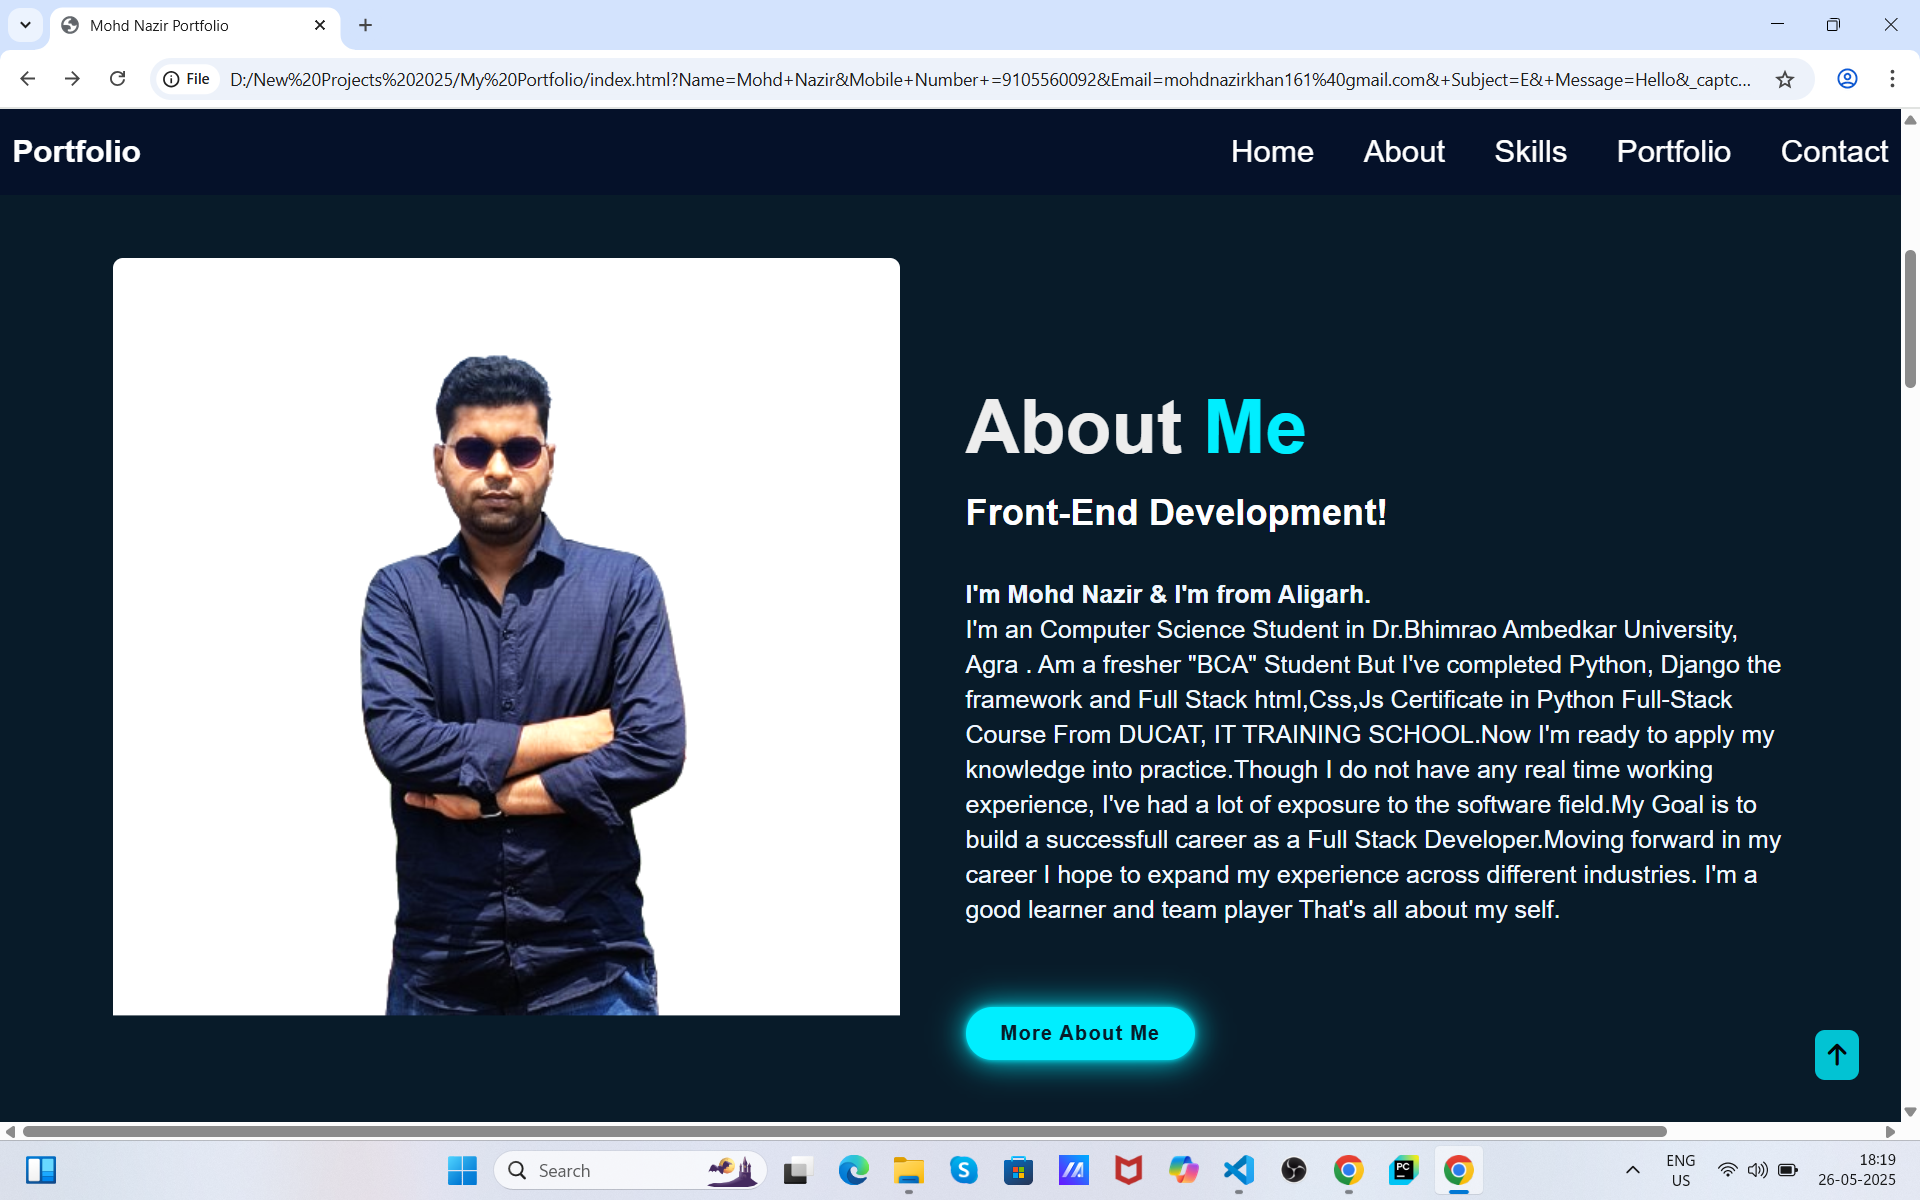 Mohd Nazir Portfolio
File
D:/New%20Projects%202025/My%20Portfolio/index.html?Name=Mohd+Nazir&Mobile+Number+=9105560092&Email=mohdnazirkhan161%40gmail.com&+Subject=E&+Message=Hello&_captc...
Portfolio
Home About Skills Portfolio Contact
About Me
Front-End Development!
I'm Mohd Nazir & I'm from Aligarh.
I'm an Computer Science Student in Dr.Bhimrao Ambedkar University,
Agra . Am a fresher "BCA" Student But I've completed Python, Django the
framework and Full Stack html,Css,Js Certificate in Python Full-Stack
Course From DUCAT, IT TRAINING SCHOOL.Now I'm ready to apply my
knowledge into practice.Though I do not have any real time working
experience, I've had a lot of exposure to the software field.My Goal is to
build a successfull career as a Full Stack Developer.Moving forward in my
career I hope to expand my experience across different industries. I'm a
good learner and team player That's all about my self.
More About Me
Search
PC
ENG
US
18:19
26-05-2025